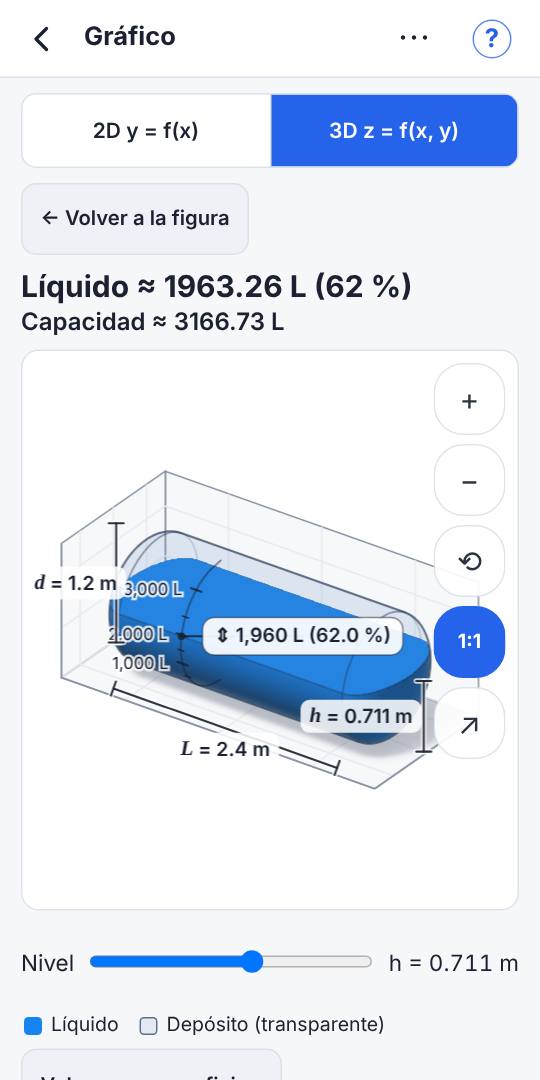 Gráfico
?
2D y = f(x)
3D z = f(x, y)
← Volver a la figura
Líquido ≈ 1963.26 L (62 %)
Capacidad ≈ 3166.73 L
+
−
1:1
d = 1.2 m
3,000 L
2,000 L
⇕ 1,960 L (62.0 %)
1,000 L
h = 0.711 m
L = 2.4 m
Nivel
h = 0.711 m
Líquido
Depósito (transparente)